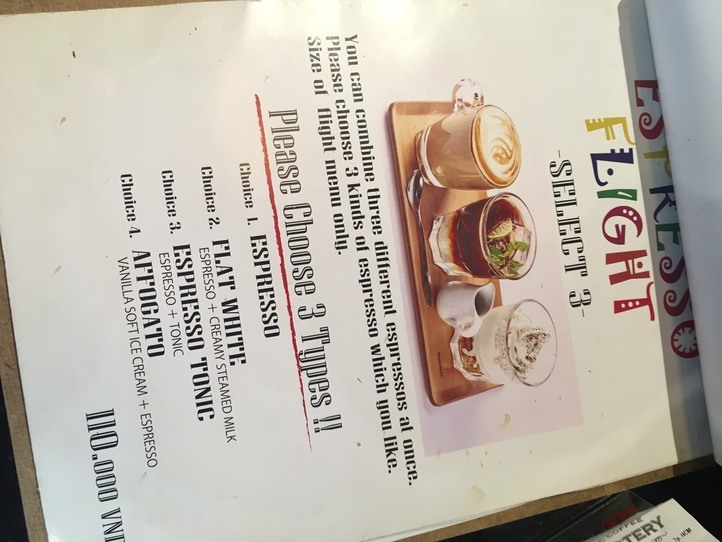 ESPRESSO
FLIGHT
-SELECT 3-
You can combine three different espressos at once.
Please choose 3 kinds of espresso which you like.
Size of flight menu only.
Please Choose 3 Types !!
Choice 1. ESPRESSO
Choice 2. FLAT WHITE
ESPRESSO + CREAMY STEAMED MILK
Choice 3. ESPRESSO TONIC
ESPRESSO + TONIC
Choice 4. AFFOGATO
VANILLA SOFT ICE CREAM + ESPRESSO
110.000 VND
COFFEE